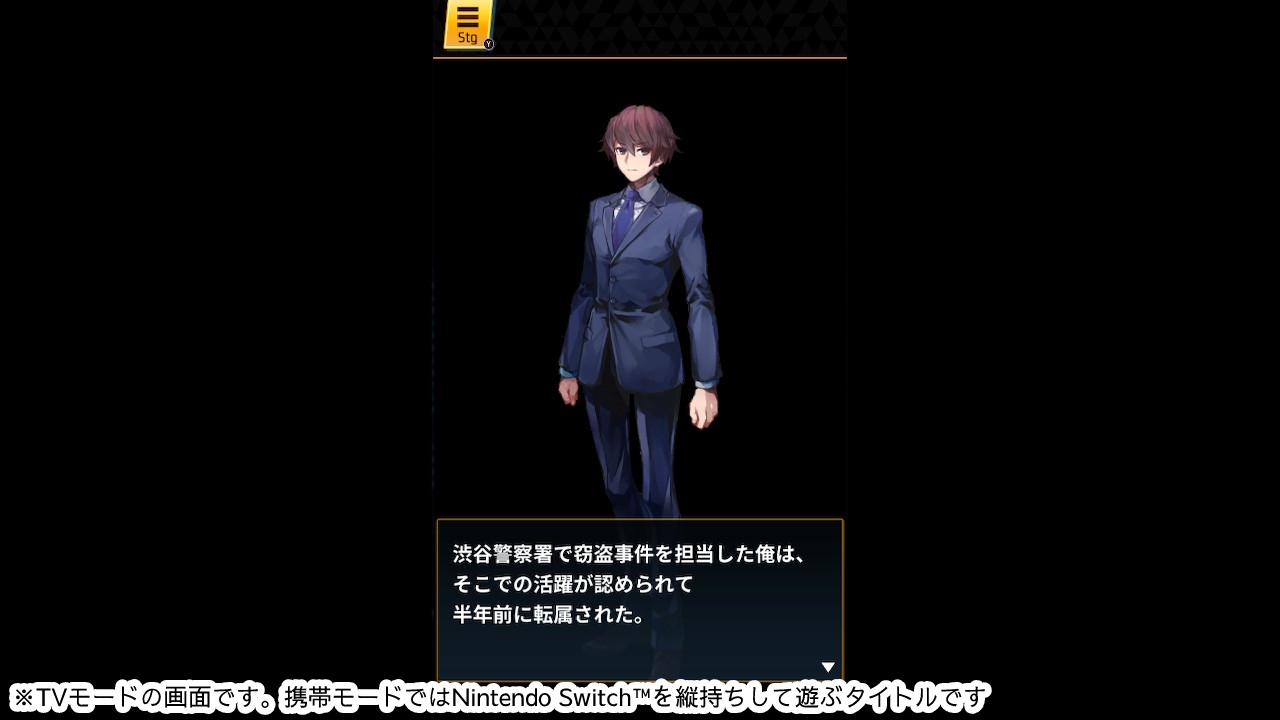 Stg
Y
渋谷警察署で窃盗事件を担当した俺は、
そこでの活躍が認められて
半年前に転属された。
※TVモードの画面です。携帯モードではNintendo Switch™を縦持ちして遊ぶタイトルです